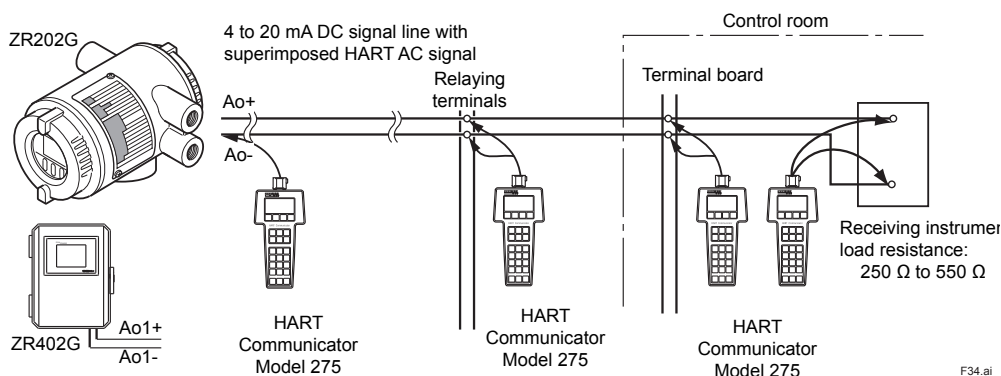 ZR202G
4 to 20 mA DC signal line with
superimposed HART AC signal
Control room
Relaying
terminals
Terminal board
Ao+
Ao-
Receiving instrumen
load resistance:
250 Ω to 550 Ω
ZR402G
Ao1+
Ao1-
HART
Communicator
Model 275
HART
Communicator
Model 275
HART
Communicator
Model 275
F34.ai